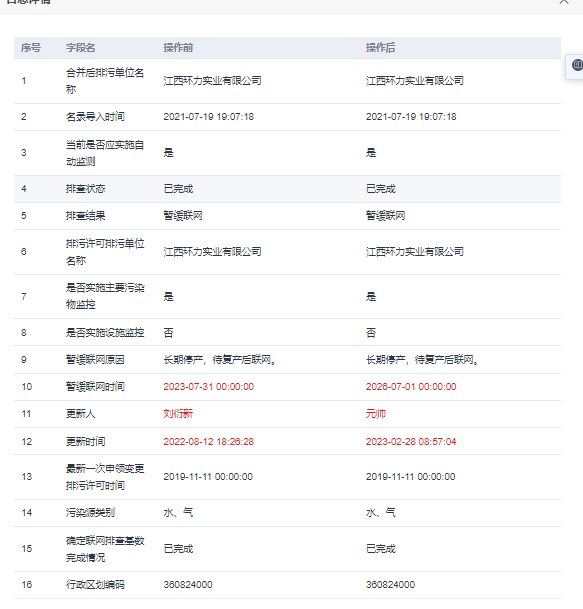 日志详情
序号 字段名 操作前 操作后
1 合并后排污单位名 江西环力实业有限公司 江西环力实业有限公司
称
2 名录导入时间 2021-07-19 19:07:18 2021-07-19 19:07:18
3 当前是否应实施自 是 是
动监测
4 排查状态 已完成 已完成
5 排查结果 暂缓联网 暂缓联网
6 排污许可排污单位 江西环力实业有限公司 江西环力实业有限公司
名称
7 是否实施主要污染 是 是
物监控
8 是否实施设施监控 否 否
9 暂缓联网原因 长期停产，待复产后联网。 长期停产，待复产后联网。
10 暂缓联网时间 2023-07-31 00:00:00 2026-07-01 00:00:00
11 更新人 刘衍新 元帅
12 更新时间 2022-08-12 18:26:28 2023-02-28 08:57:04
13 最新一次申领变更 2019-11-11 00:00:00 2019-11-11 00:00:00
排污许可时间
14 污染源类别 水、气 水、气
15 确定联网排查基数 已完成 已完成
完成情况
16 行政区划编码 360824000 360824000